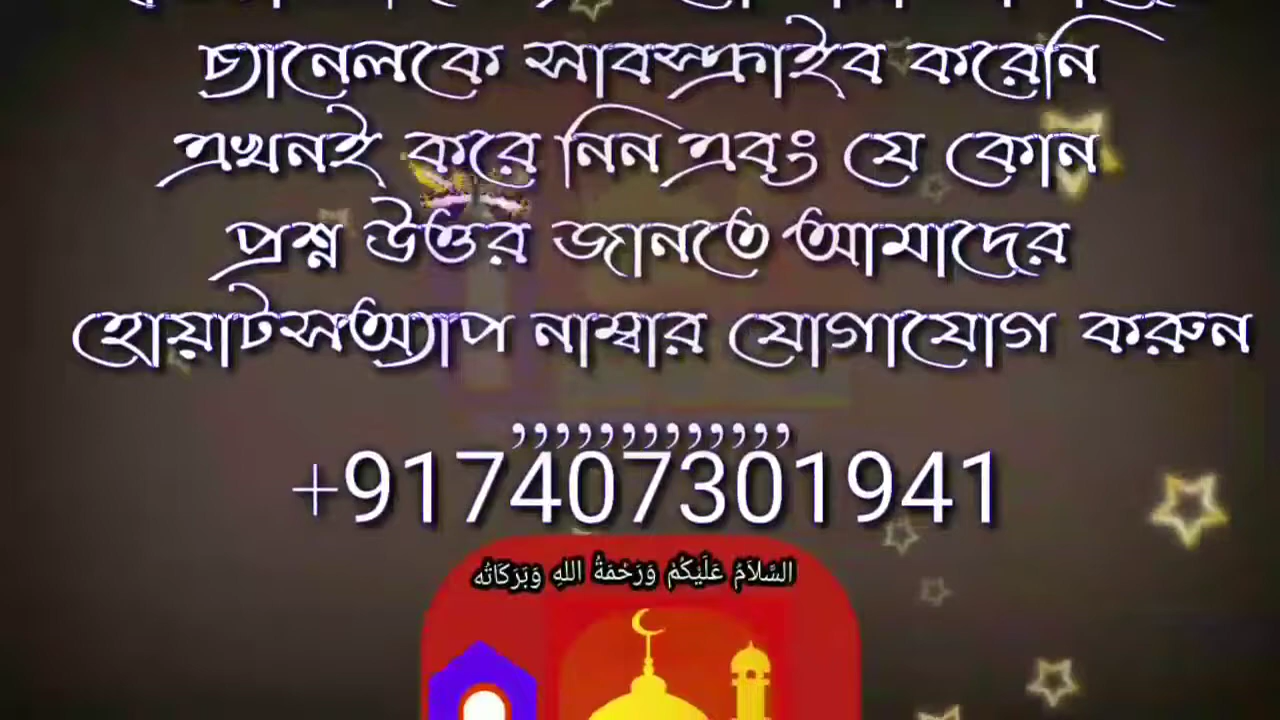 চ্যানেলকে সাবস্ক্রাইব করেনি
এখনই করে নিন এবং যে কোন
প্রশ্ন উত্তর জানতে আমাদের
হোয়াটসঅ্যাপ নাম্বার যোগাযোগ করুন
,,,,,,,,,,,,,
+917407301941
السَّلَامُ عَلَيْكُمْ وَرَحْمَةُ اللهِ وَبَرَكَاتُه